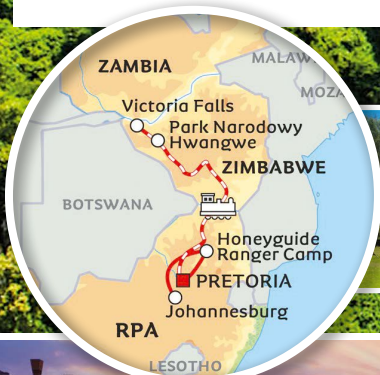 ZAMBIA
MALAW
MOZA
Victoria Falls
Park Narodowy
Hwangwe
ZIMBABWE
BOTSWANA
Honeyguide
Ranger Camp
PRETORIA
Johannesburg
RPA
LESOTHO